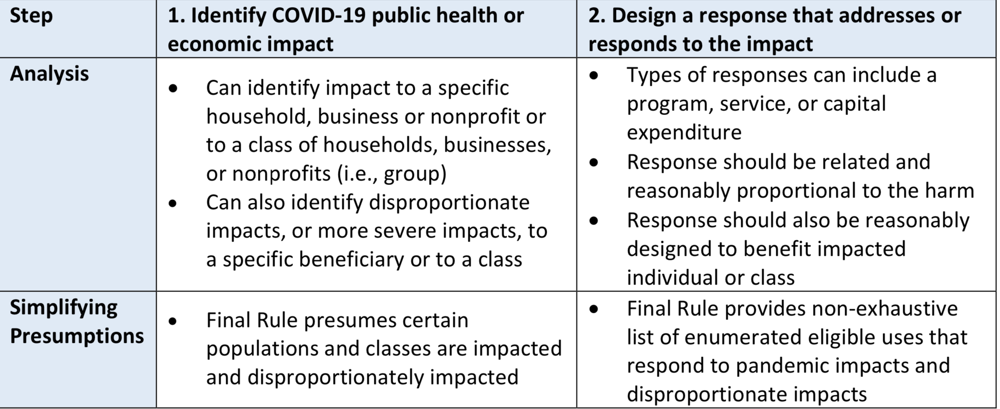 Step
1. Identify COVID-19 public health or
economic impact
2. Design a response that addresses or
responds to the impact
Analysis
• Can identify impact to a specific
household, business or nonprofit or
to a class of households, businesses,
or nonprofits (i.e., group)
• Can also identify disproportionate
impacts, or more severe impacts, to
a specific beneficiary or to a class
• Types of responses can include a
program, service, or capital
expenditure
• Response should be related and
reasonably proportional to the harm
• Response should also be reasonably
designed to benefit impacted
individual or class
Simplifying
Presumptions
• Final Rule presumes certain
populations and classes are impacted
and disproportionately impacted
• Final Rule provides non-exhaustive
list of enumerated eligible uses that
respond to pandemic impacts and
disproportionate impacts